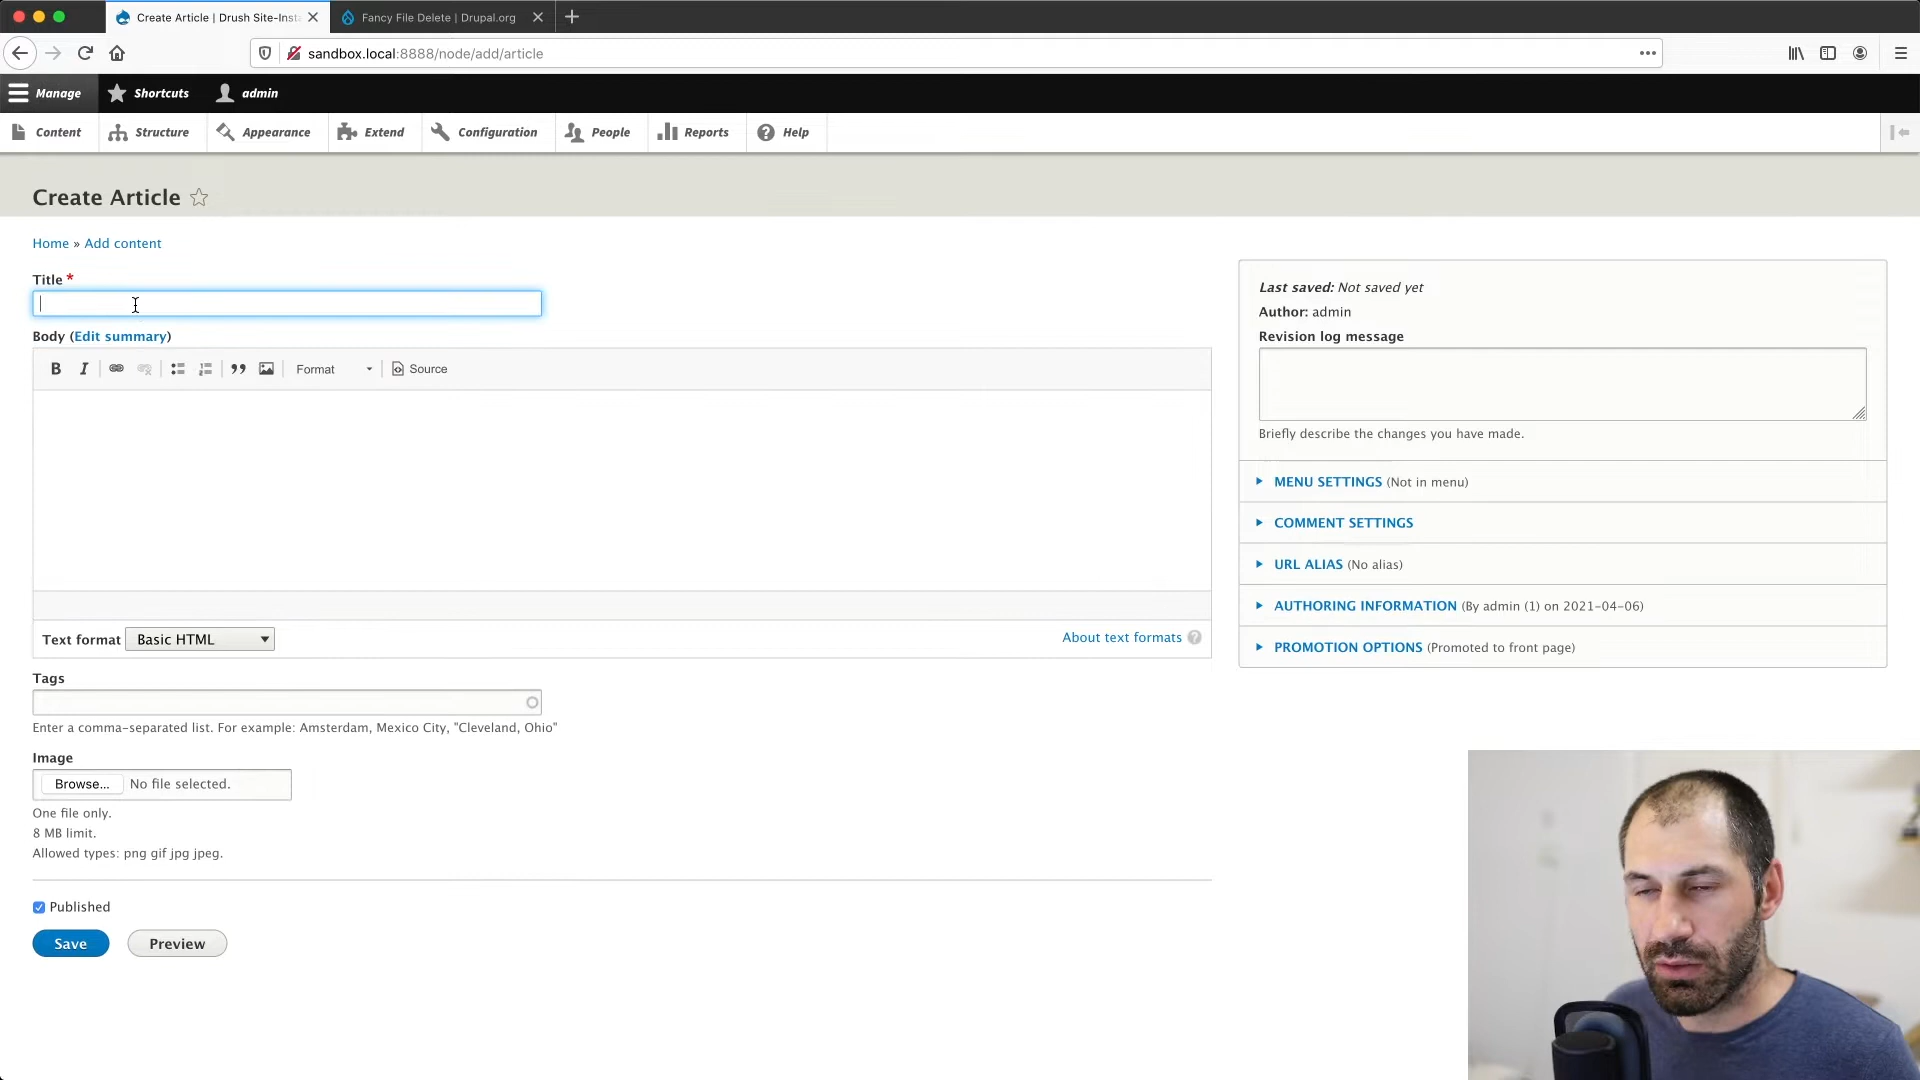 Create Article | Drush Site-Inst
Fancy File Delete | Drupal.org
sandbox.local:8888/node/add/article
Manage
Shortcuts
admin
Content
Structure
Appearance
Extend
Configuration
People
Reports
Help
Create Article
Home » Add content
Title *
Body (Edit summary)
B I Format Source
Text format Basic HTML
About text formats ?
Tags
Enter a comma-separated list. For example: Amsterdam, Mexico City, "Cleveland, Ohio"
Image
Browse... No file selected.
One file only.
8 MB limit.
Allowed types: png gif jpg jpeg.
Published
Save
Preview
Last saved: Not saved yet
Author: admin
Revision log message
Briefly describe the changes you have made.
MENU SETTINGS (Not in menu)
COMMENT SETTINGS
URL ALIAS (No alias)
AUTHORING INFORMATION (By admin (1) on 2021-04-06)
PROMOTION OPTIONS (Promoted to front page)